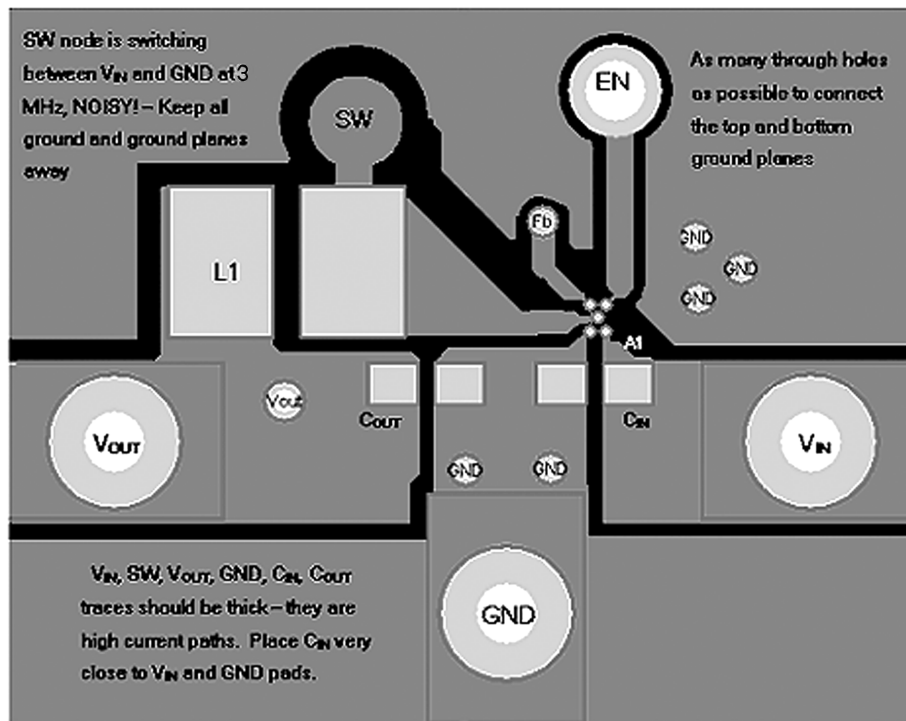 SW node is switching
between VIN and GND at 3
MHz, NOISY! – Keep all
ground and ground planes
away
SW
EN
As many through holes
as possible to connect
the top and bottom
ground planes
Fb
GND
GND
GND
L1
A1
Vout
COUT
CIN
VOUT
VIN
GND
GND
VIN, SW, VOUT, GND, CIN, COUT
traces should be thick – they are
high current paths. Place CIN very
close to VIN and GND pads.
GND